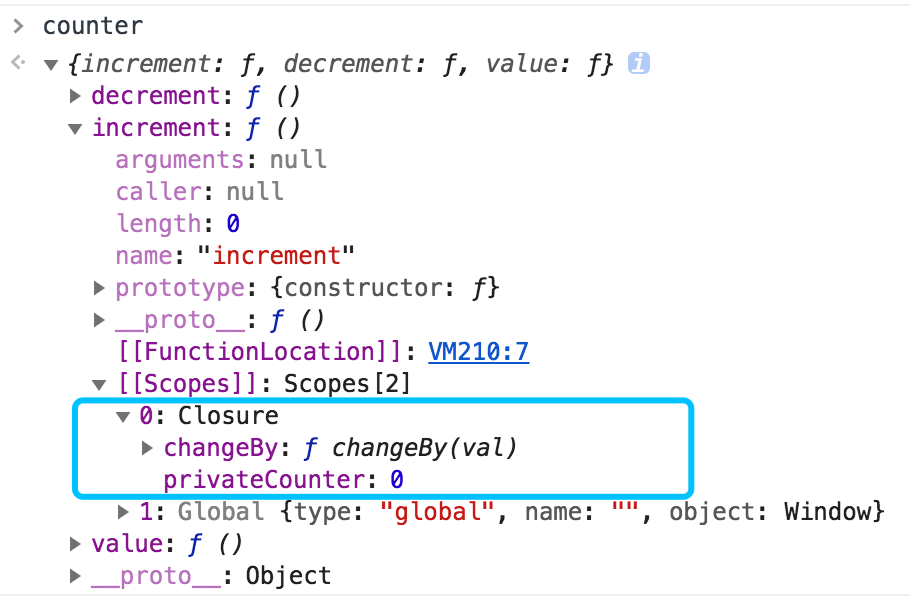 > counter
{increment: ƒ, decrement: ƒ, value: ƒ} i
decrement: ƒ ()
increment: ƒ ()
arguments: null
caller: null
length: 0
name: "increment"
prototype: {constructor: ƒ}
__proto__: ƒ ()
[[FunctionLocation]]: VM210:7
[[Scopes]]: Scopes[2]
0: Closure
changeBy: ƒ changeBy(val)
privateCounter: 0
1: Global {type: "global", name: "", object: Window}
value: ƒ ()
__proto__: Object